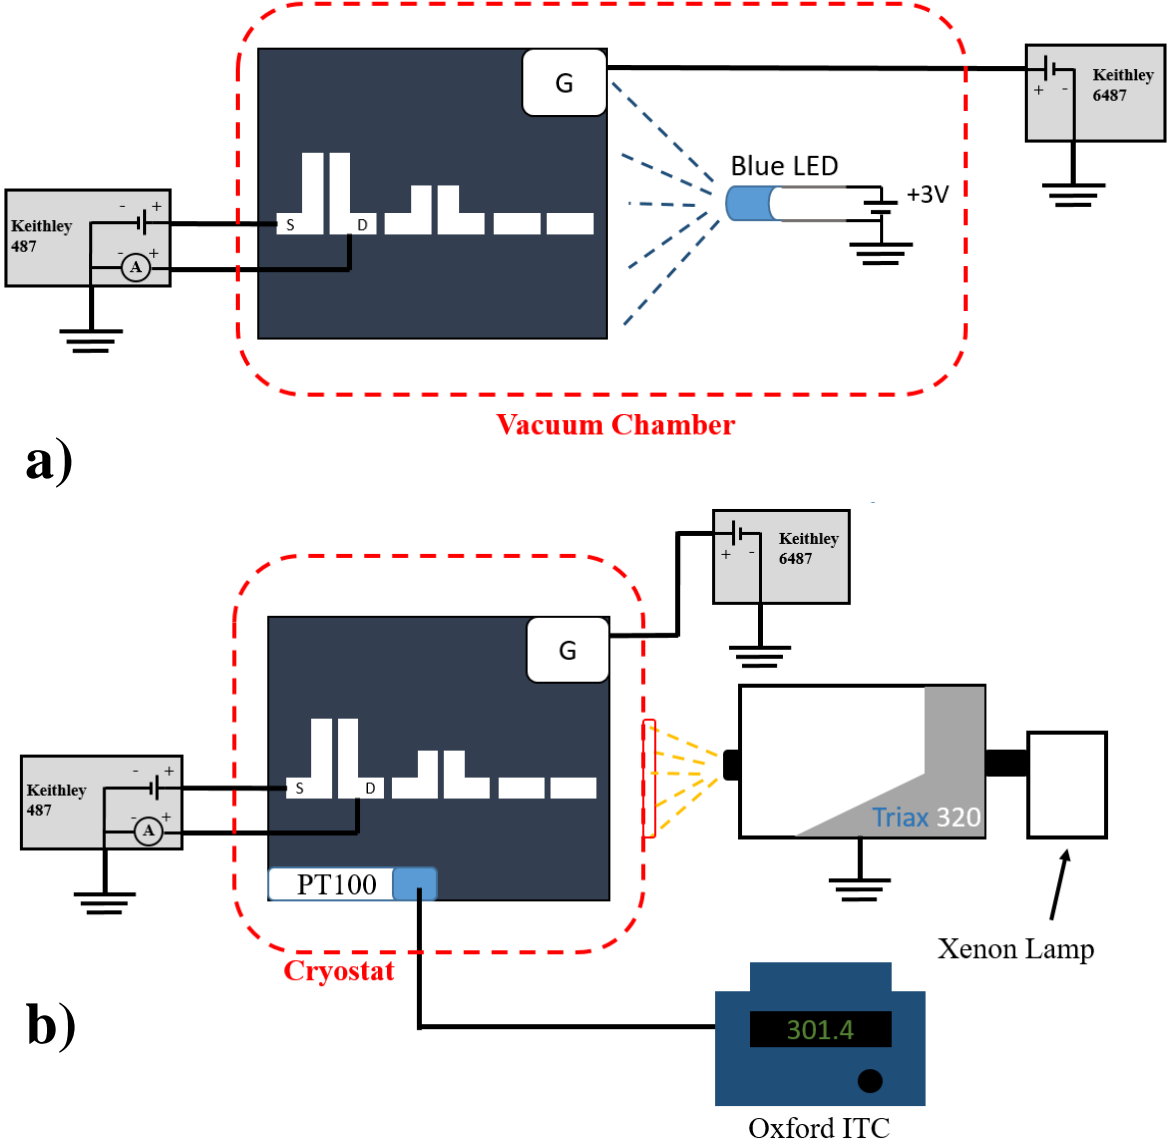 G
Keithley
6487
+ -
Blue LED
+3V
Keithley
487
- +
- +
A
S
D
Vacuum Chamber
a)
Keithley
6487
+ -
G
Keithley
487
- +
- +
A
S
D
Triax 320
PT100
Xenon Lamp
Cryostat
b)
301.4
Oxford ITC